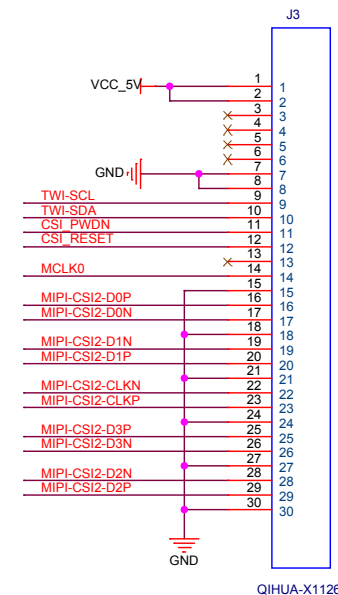 J3
VCC_5V 1 1
2 2
3 3
4 4
5 5
6 6
GND 7 7
8 8
TWI-SCL 9 9
TWI-SDA 10 10
CSI_PWDN 11 11
CSI_RESET 12 12
13 13
MCLK0 14 14
15 15
MIPI-CSI2-D0P 16 16
MIPI-CSI2-D0N 17 17
18 18
MIPI-CSI2-D1N 19 19
MIPI-CSI2-D1P 20 20
21 21
MIPI-CSI2-CLKN 22 22
MIPI-CSI2-CLKP 23 23
24 24
MIPI-CSI2-D3P 25 25
MIPI-CSI2-D3N 26 26
27 27
MIPI-CSI2-D2N 28 28
MIPI-CSI2-D2P 29 29
30 30
GND
QIHUA-X1126